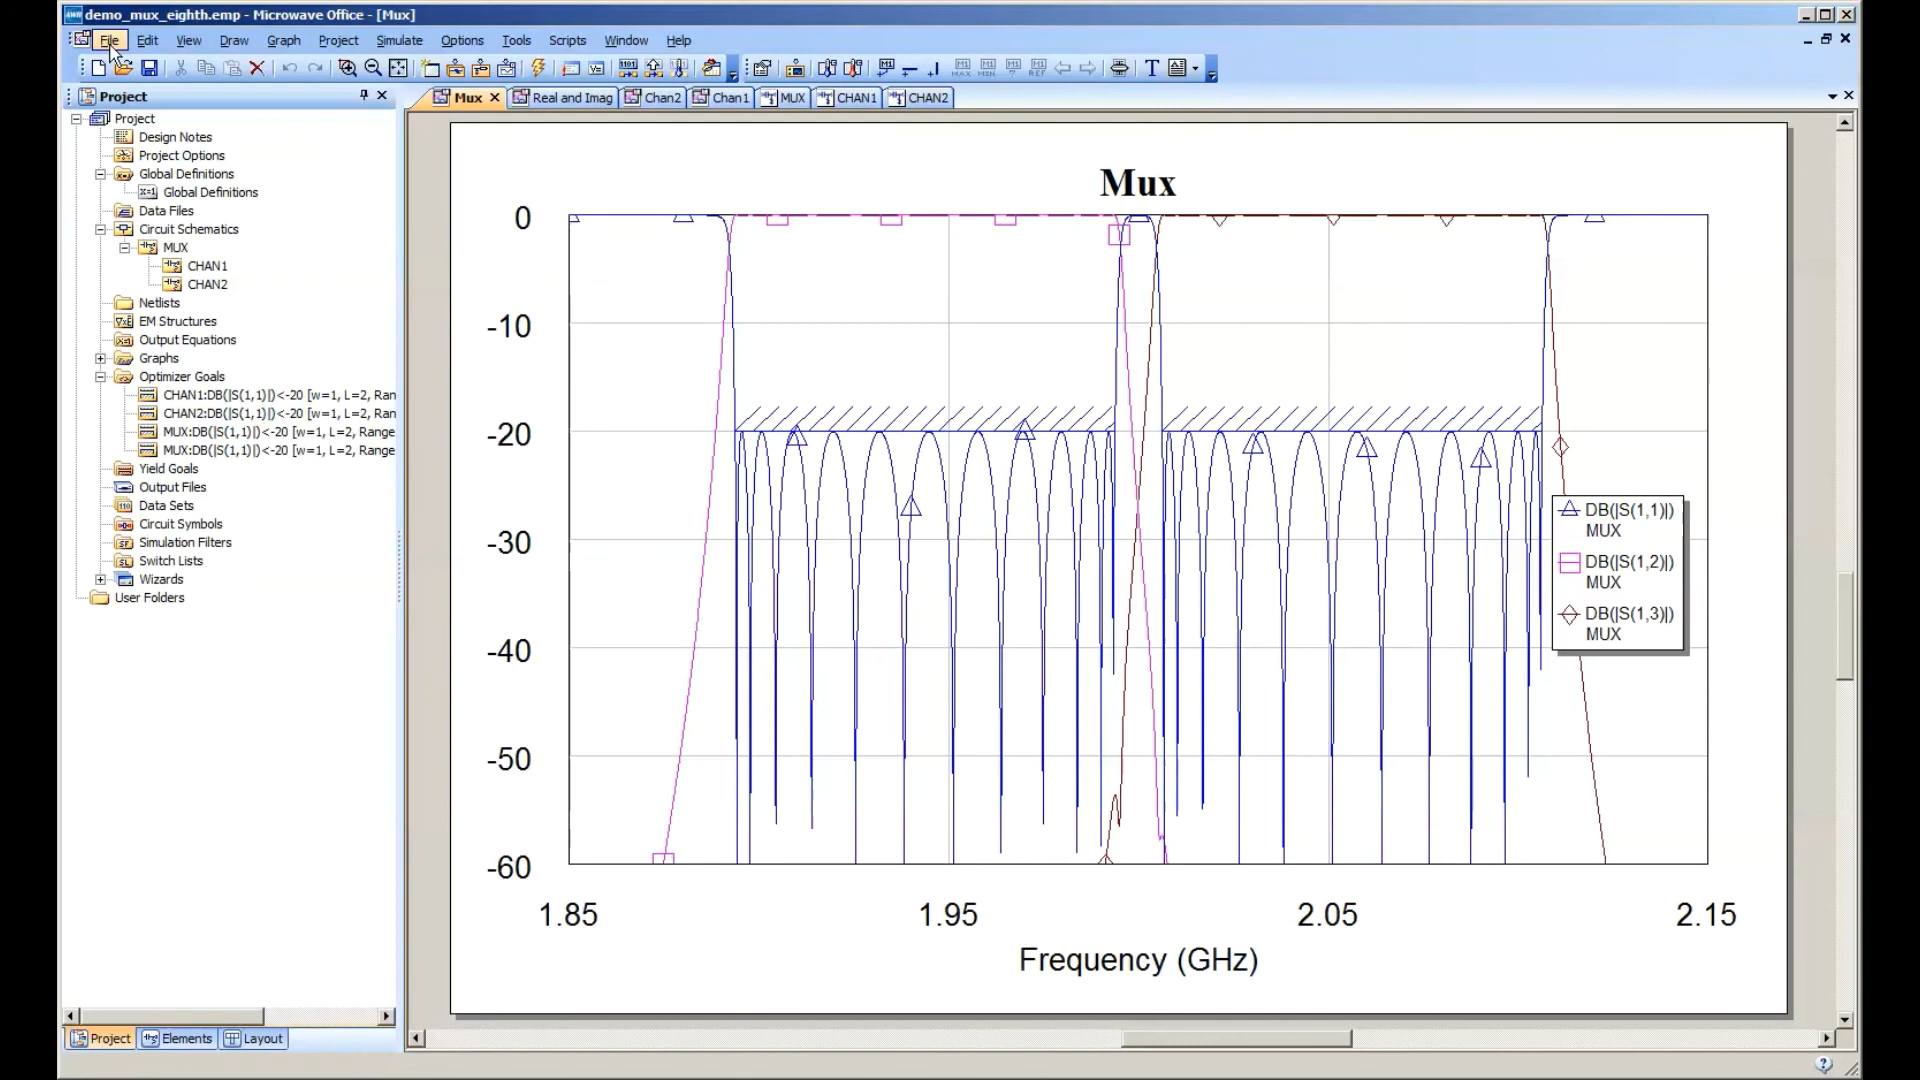 demo_mux_eighth.emp - Microwave Office - [Mux]
File Edit View Draw Graph Project Simulate Options Tools Scripts Window Help
Project
Mux Real and Imag Chan2 Chan1 MUX CHAN1 CHAN2
Project
Design Notes
Project Options
Global Definitions
Global Definitions
Data Files
Circuit Schematics
MUX
CHAN1
CHAN2
Netlists
EM Structures
Output Equations
Graphs
Optimizer Goals
CHAN1:DB(|S(1,1)|)<-20 [w=1, L=2, Ran
CHAN2:DB(|S(1,1)|)<-20 [w=1, L=2, Ran
MUX:DB(|S(1,1)|)<-20 [w=1, L=2, Range
MUX:DB(|S(1,1)|)<-20 [w=1, L=2, Range
Yield Goals
Output Files
Data Sets
Circuit Symbols
Simulation Filters
Switch Lists
Wizards
User Folders
Project Elements Layout
Mux
0
-10
-20
-30
-40
-50
-60
1.85 1.95 2.05 2.15
Frequency (GHz)
DB(|S(1,1)|)
MUX
DB(|S(1,2)|)
MUX
DB(|S(1,3)|)
MUX